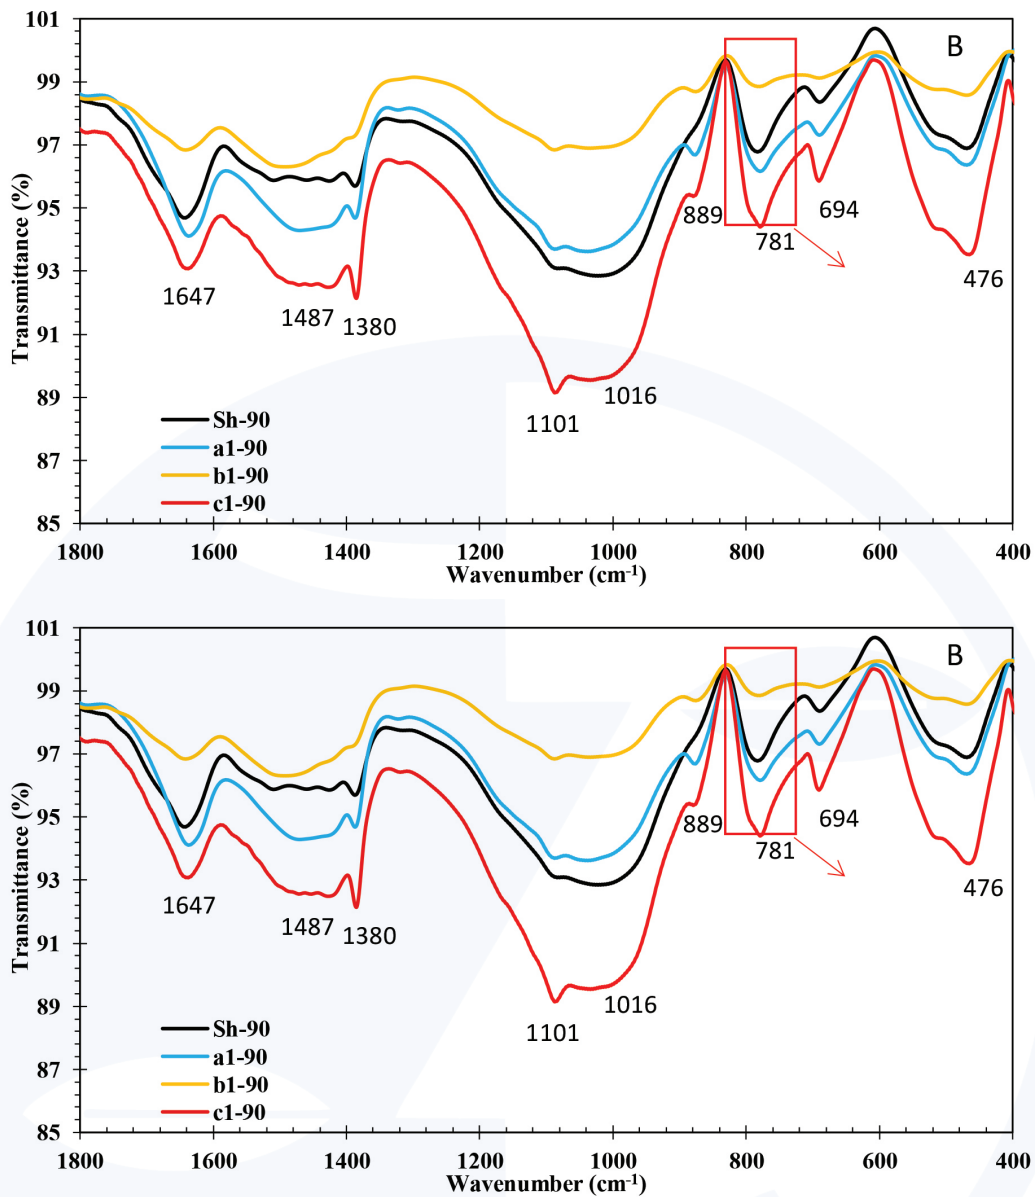 101
B
99
97
95
93
91
89
87
85
Transmittance (%)
889
694
781
476
1647
1487
1380
1016
1101
Sh-90
a1-90
b1-90
c1-90
1800 1600 1400 1200 1000 800 600 400
Wavenumber (cm⁻¹)
101
B
99
97
95
93
91
89
87
85
Transmittance (%)
889
694
781
476
1647
1487
1380
1016
1101
Sh-90
a1-90
b1-90
c1-90
1800 1600 1400 1200 1000 800 600 400
Wavenumber (cm⁻¹)